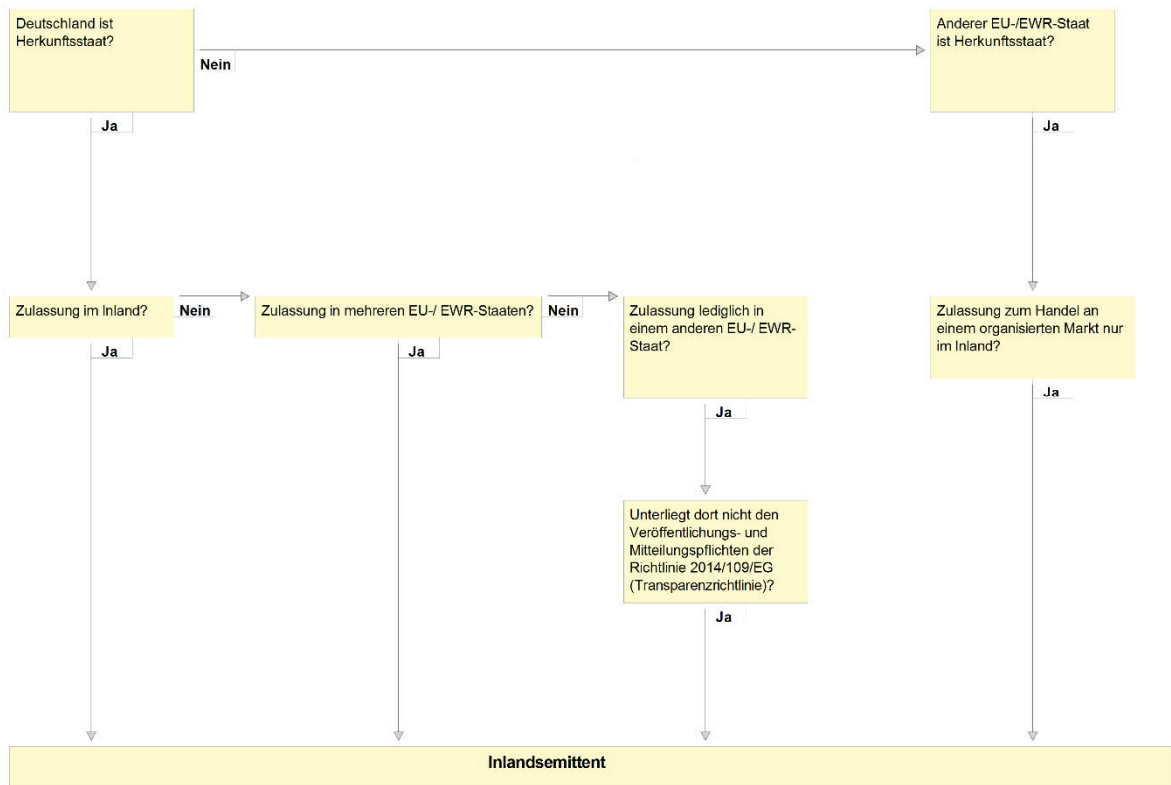 Deutschland ist
Herkunftsstaat?
Nein
Anderer EU-/EWR-Staat
ist Herkunftsstaat?
Ja
Ja
Zulassung im Inland?
Nein
Zulassung in mehreren EU-/ EWR-Staaten?
Nein
Zulassung lediglich in
einem anderen EU-/ EWR-
Staat?
Zulassung zum Handel an
einem organisierten Markt nur
im Inland?
Ja
Ja
Ja
Ja
Unterliegt dort nicht den
Veröffentlichungs- und
Mitteilungspflichten der
Richtlinie 2014/109/EG
(Transparenzrichtlinie)?
Ja
Inlandsemittent